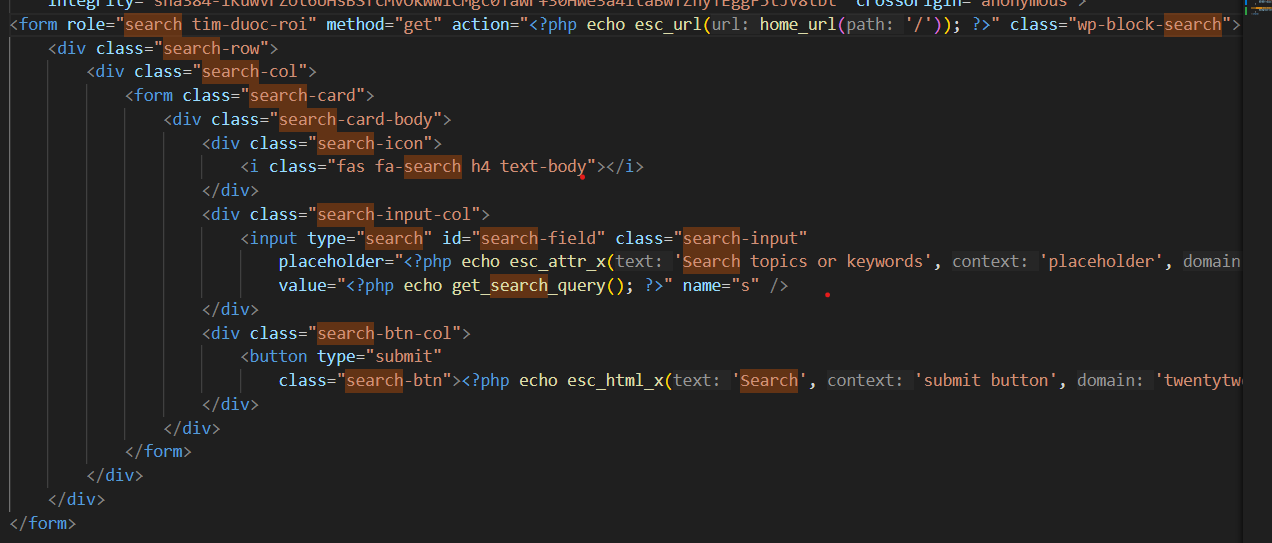 crossorigin="anonymous">
<form role="search tim-duoc-roi" method="get" action="<?php echo esc_url(url: home_url(path: '/')); ?>" class="wp-block-search">
<div class="search-row">
<div class="search-col">
<form class="search-card">
<div class="search-card-body">
<div class="search-icon">
<i class="fas fa-search h4 text-body"></i>
</div>
<div class="search-input-col">
<input type="search" id="search-field" class="search-input"
placeholder="<?php echo esc_attr_x(text: 'Search topics or keywords', context: 'placeholder', domain
value="<?php echo get_search_query(); ?>" name="s" />
</div>
<div class="search-btn-col">
<button type="submit"
class="search-btn"><?php echo esc_html_x(text: 'Search', context: 'submit button', domain: 'twentytw
</div>
</div>
</form>
</div>
</div>
</form>